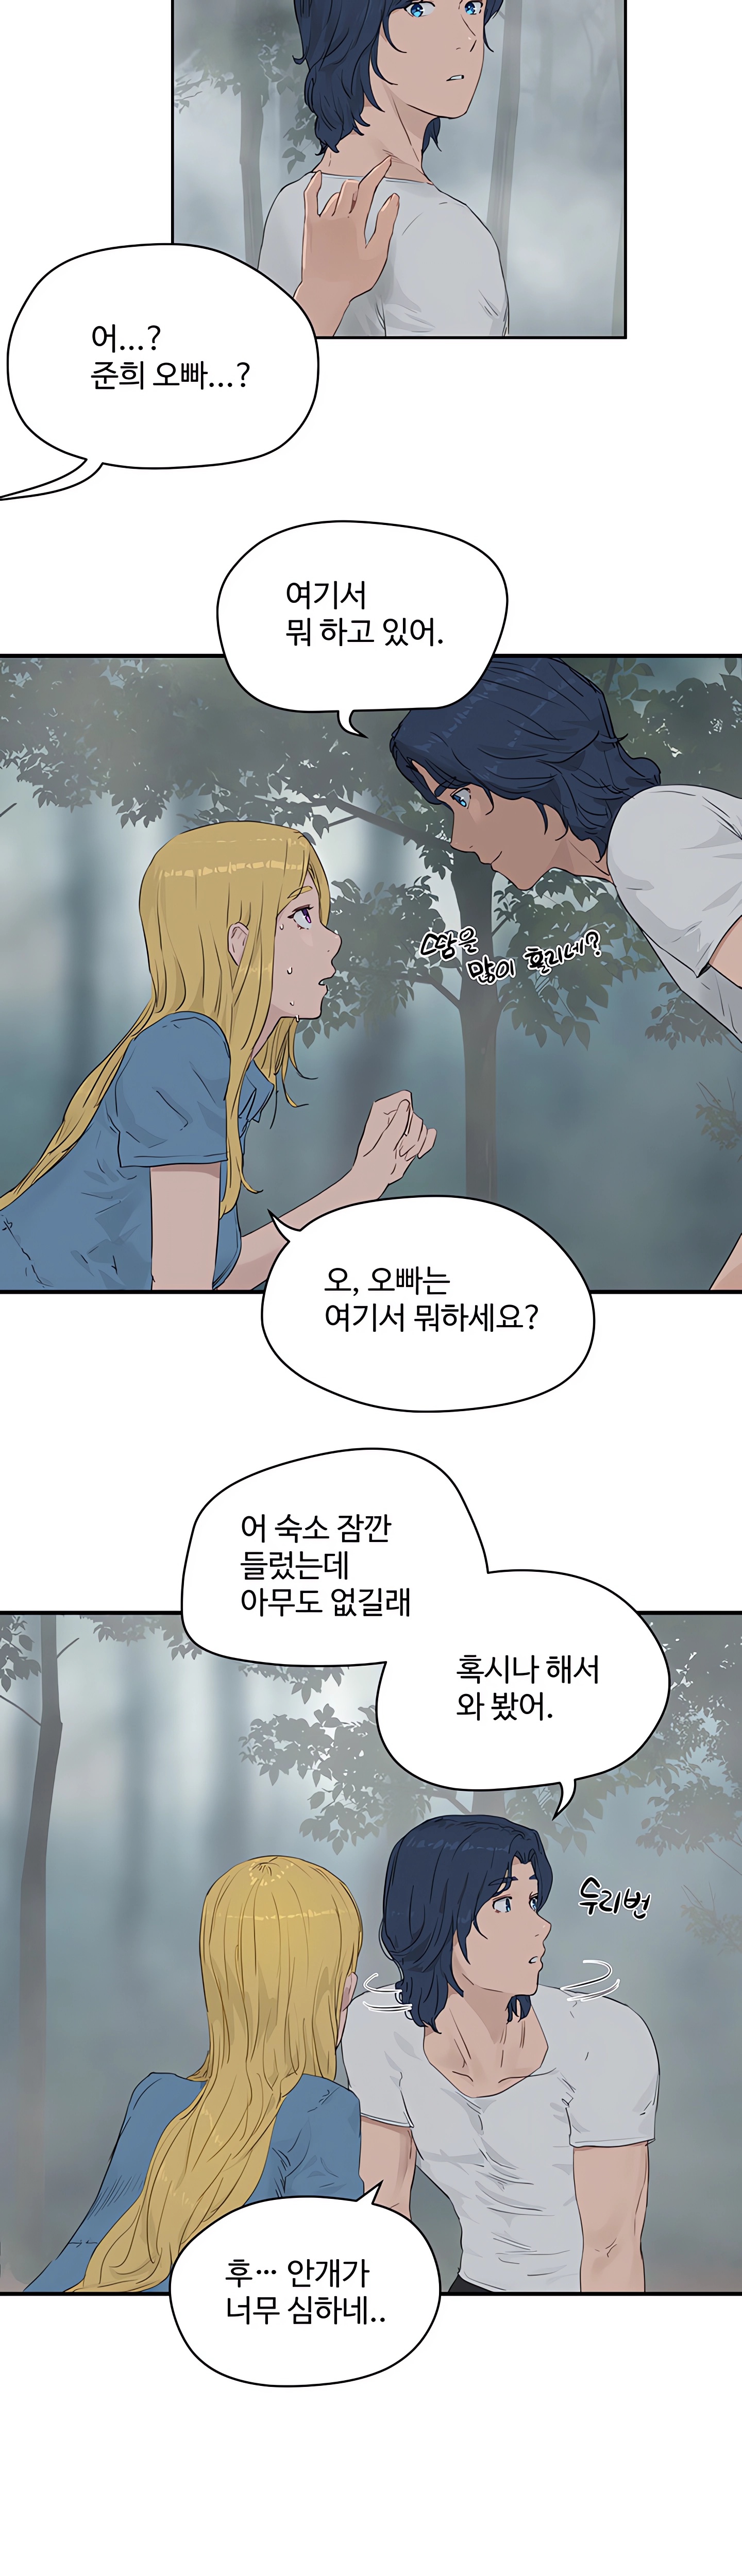 어...?
준희 오빠...?
여기서
뭐 하고 있어.
땀을
많이 흘리네?
오, 오빠는
여기서 뭐하세요?
어 숙소 잠깐
들렀는데
아무도 없길래
혹시나 해서
와 봤어.
두리번
후… 안개가
너무 심하네..